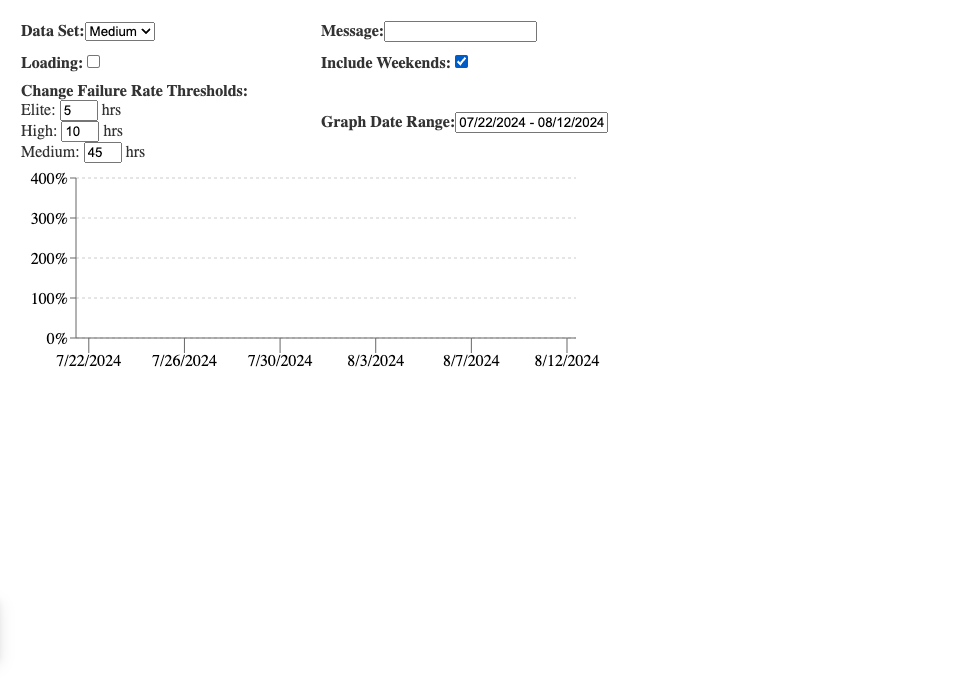 Data Set: Medium
Message:
Loading:
Include Weekends:
Change Failure Rate Thresholds:
Elite: 5 hrs
High: 10 hrs
Medium: 45 hrs
Graph Date Range: 07/22/2024 - 08/12/2024
400%
300%
200%
100%
0%
7/22/2024 7/26/2024 7/30/2024 8/3/2024 8/7/2024 8/12/2024